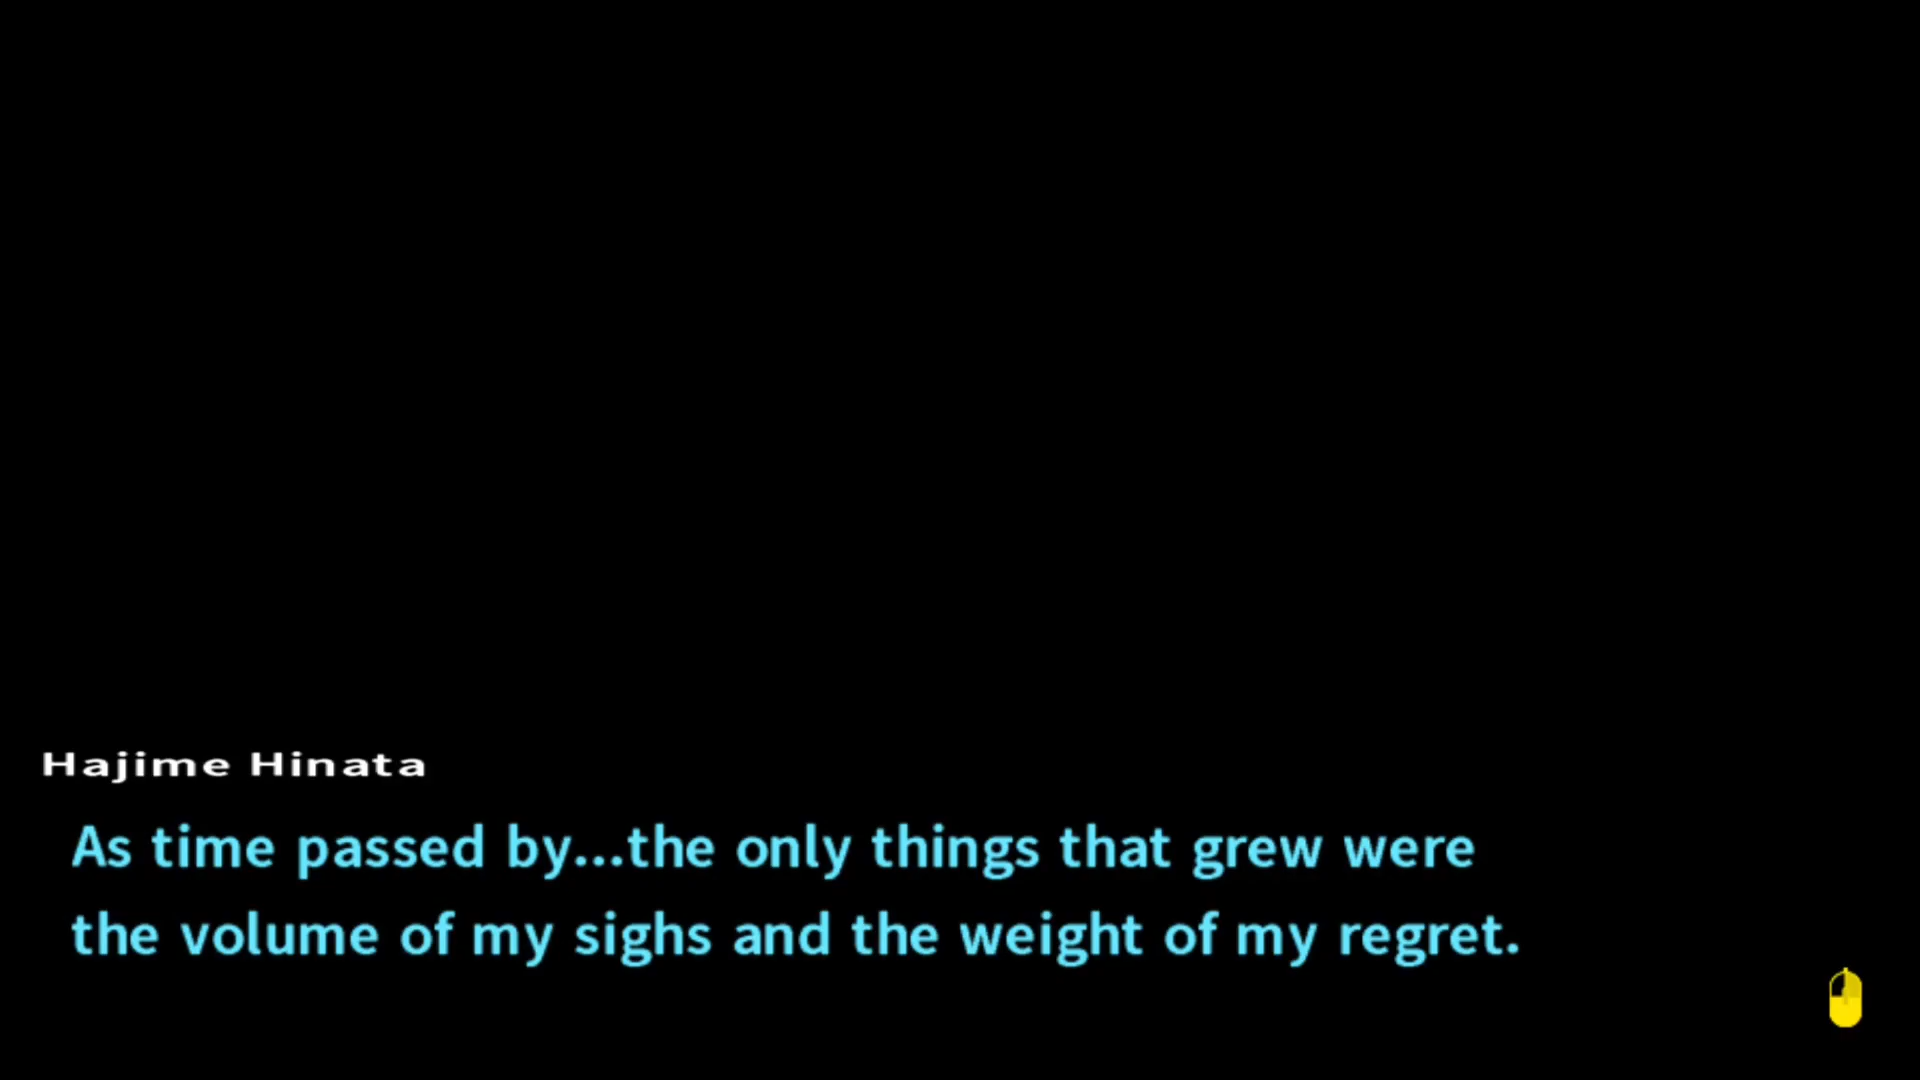 Hajime Hinata
As time passed by...the only things that grew were
the volume of my sighs and the weight of my regret.